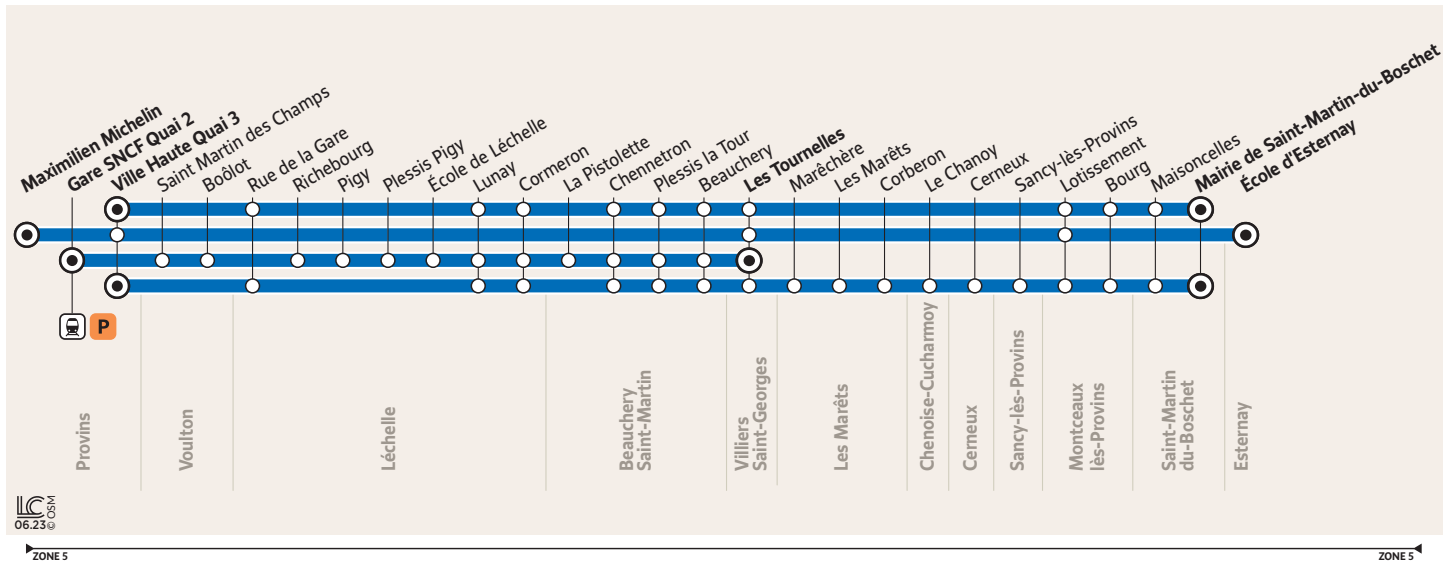 Maximilien Michelin
Gare SNCF Quai 2
Ville Haute Quai 3
Saint Martin des Champs
Boôlot
Rue de la Gare
Richebourg
Pigy
Plessis Pigy
École de Léchelle
Lunay
Cormeron
La Pistolette
Chennetron
Plessis la Tour
Beauchery
Les Tournelles
Marêchère
Les Marêts
Corberon
Le Chanoy
Cerneux
Sancy-lès-Provins
Lotissement
Bourg
Maisoncelles
Mairie de Saint-Martin-du-Boschet
École d'Esternay
P
Provins
Voulton
Léchelle
Beauchery
Saint-Martin
Villiers
Saint-Georges
Les Marêts
Chenoise-Cucharmoy
Cerneux
Sancy-lès-Provins
Montceaux
lès-Provins
Saint-Martin
du-Boschet
Esternay
LC
06.23 © OSM
ZONE 5
ZONE 5